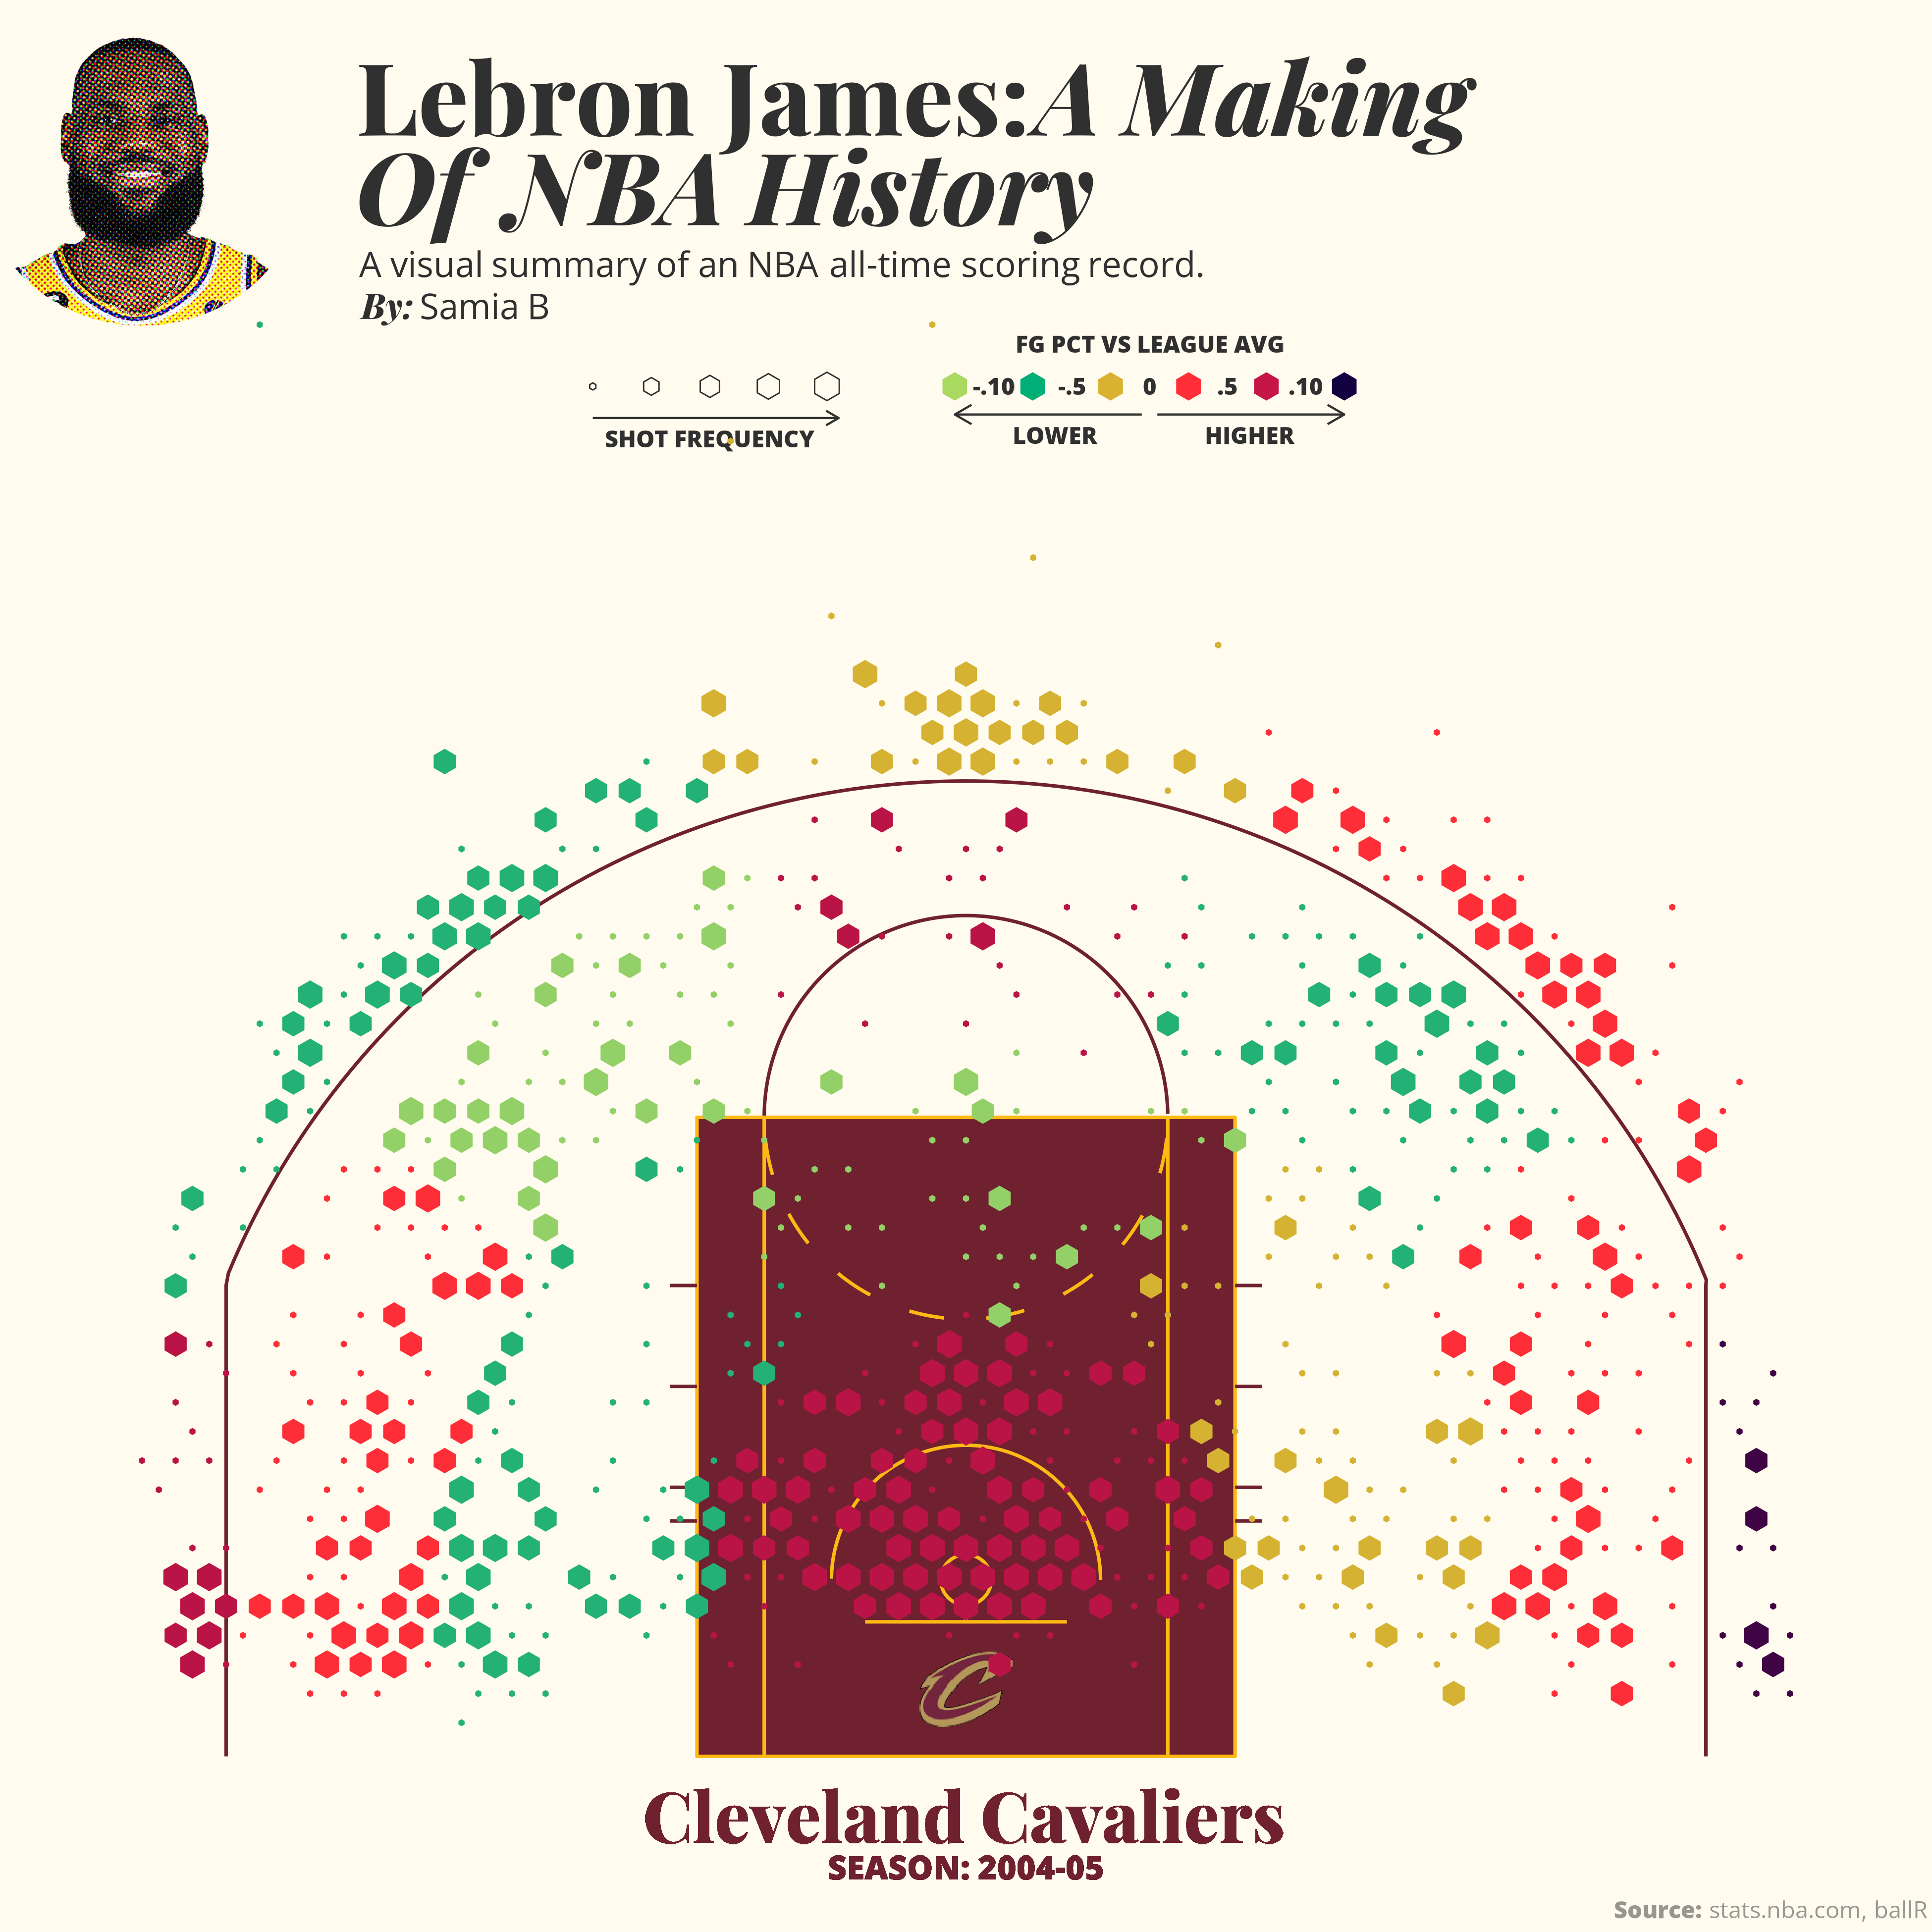 Lebron James:A Making
Of NBA History
A visual summary of an NBA all-time scoring record.
By: Samia B
FG PCT VS LEAGUE AVG
-.10 -.5 0 .5 .10
SHOT FREQUENCY
LOWER HIGHER
C
Cleveland Cavaliers
SEASON: 2004-05
Source: stats.nba.com, ballR